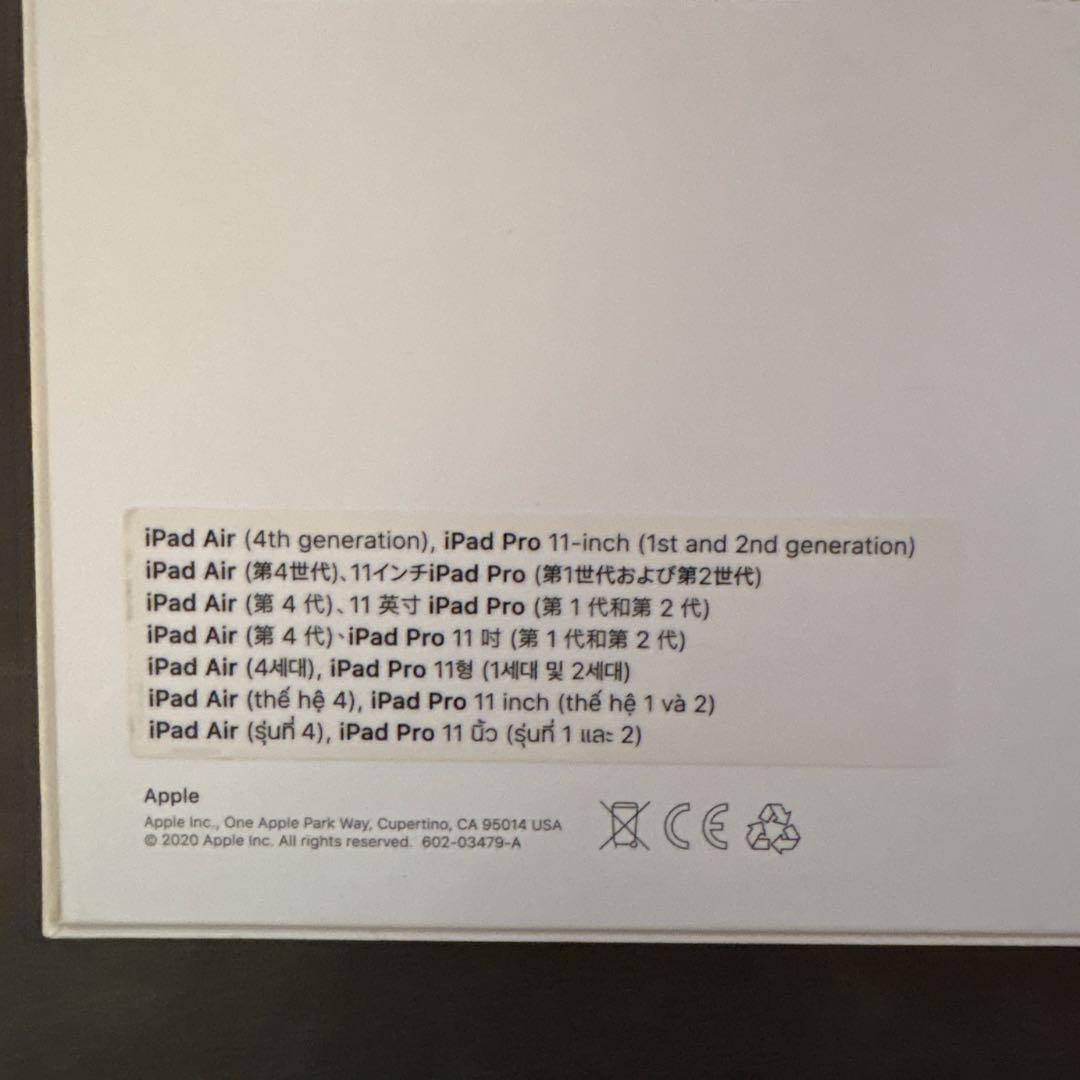 iPad Air (4th generation), iPad Pro 11-inch (1st and 2nd generation)
iPad Air (第4世代)、11インチiPad Pro (第1世代および第2世代)
iPad Air (第 4 代)、11 英寸 iPad Pro (第 1 代和第 2 代)
iPad Air (第 4 代)、iPad Pro 11 吋 (第 1 代和第 2 代)
iPad Air (4세대), iPad Pro 11형 (1세대 및 2세대)
iPad Air (thế hệ 4), iPad Pro 11 inch (thế hệ 1 và 2)
iPad Air (รุ่นที่ 4), iPad Pro 11 นิ้ว (รุ่นที่ 1 และ 2)
Apple
Apple Inc., One Apple Park Way, Cupertino, CA 95014 USA
© 2020 Apple Inc. All rights reserved. 602-03479-A